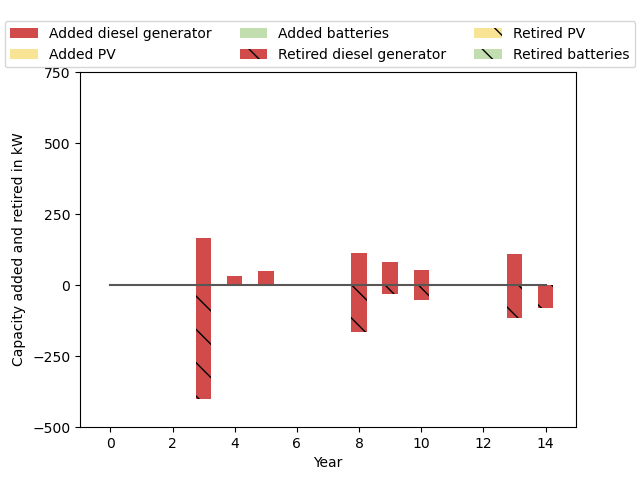 Added diesel generator
Added PV
Added batteries
Retired diesel generator
Retired PV
Retired batteries
750
500
250
0
−250
−500
Capacity added and retired in kW
0 2 4 6 8 10 12 14
Year